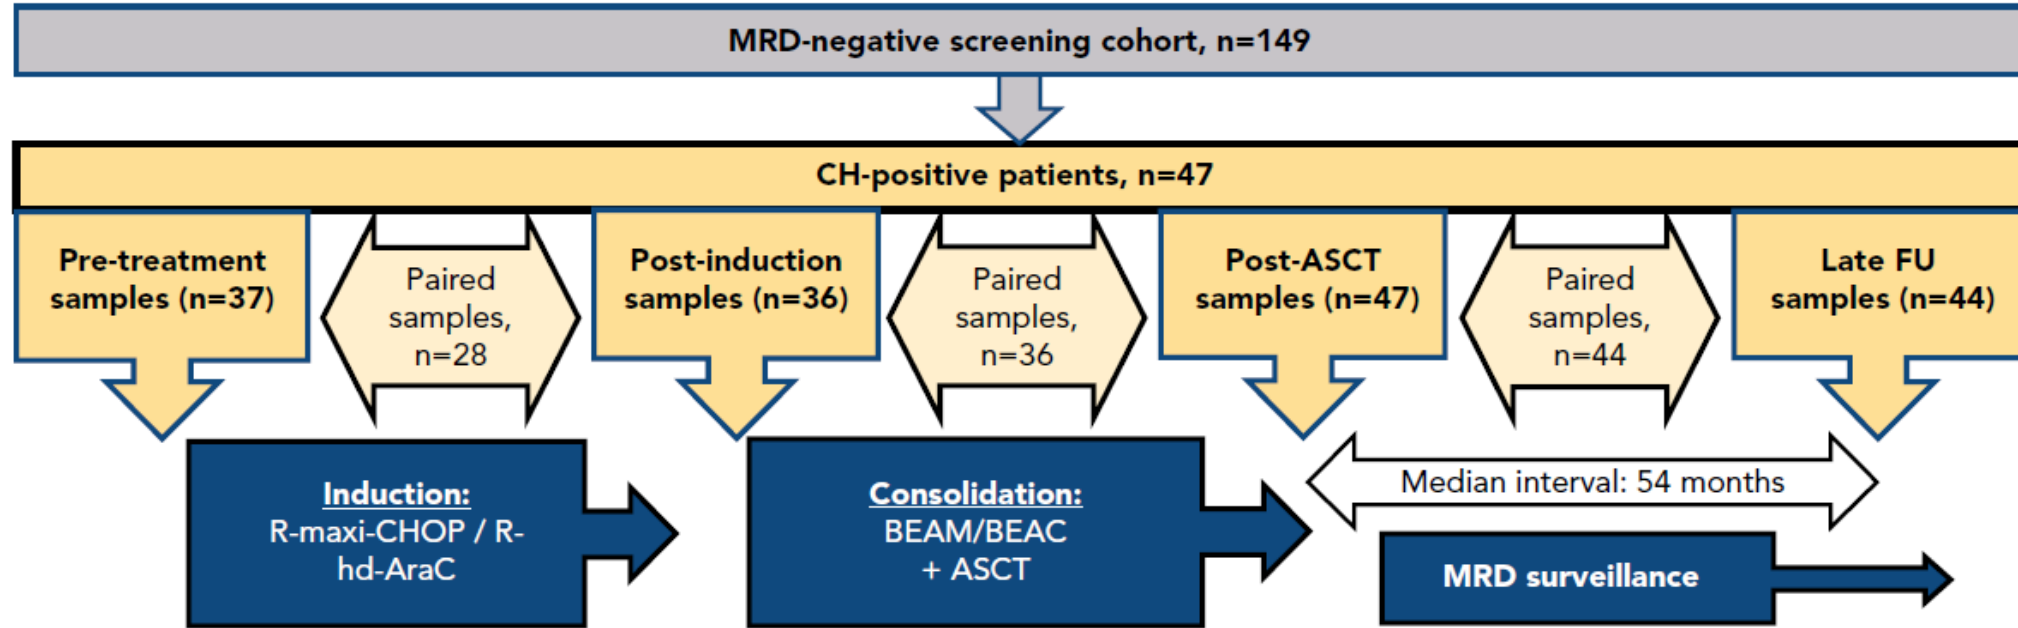 MRD-negative screening cohort, n=149
CH-positive patients, n=47
Pre-treatment
samples (n=37)
Paired
samples,
n=28
Post-induction
samples (n=36)
Paired
samples,
n=36
Post-ASCT
samples (n=47)
Paired
samples,
n=44
Late FU
samples (n=44)
Induction:
R-maxi-CHOP / R-
hd-AraC
Consolidation:
BEAM/BEAC
+ ASCT
Median interval: 54 months
MRD surveillance